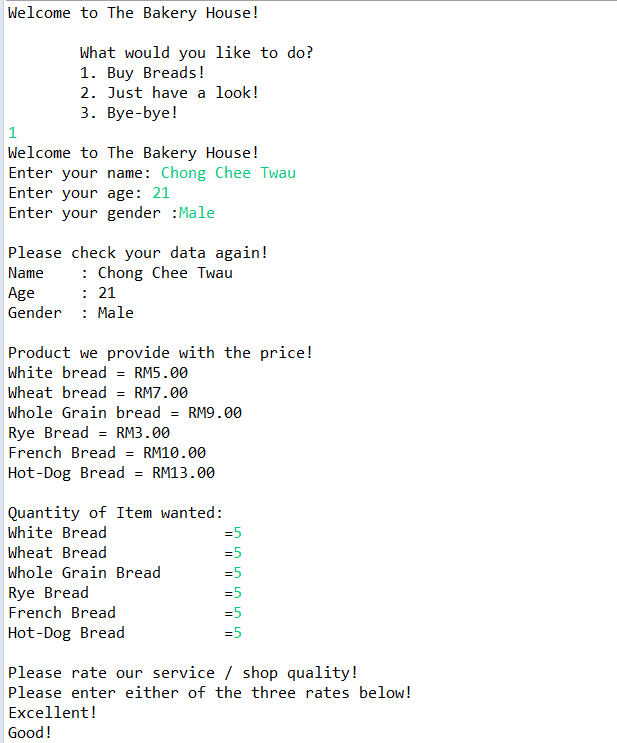 Welcome to The Bakery House!
What would you like to do?
1. Buy Breads!
2. Just have a look!
3. Bye-bye!
1
Welcome to The Bakery House!
Enter your name: Chong Chee Twau
Enter your age: 21
Enter your gender :Male
Please check your data again!
Name    : Chong Chee Twau
Age     : 21
Gender  : Male
Product we provide with the price!
White bread = RM5.00
Wheat bread = RM7.00
Whole Grain bread = RM9.00
Rye Bread = RM3.00
French Bread = RM10.00
Hot-Dog Bread = RM13.00
Quantity of Item wanted:
White Bread             =5
Wheat Bread             =5
Whole Grain Bread       =5
Rye Bread               =5
French Bread            =5
Hot-Dog Bread           =5
Please rate our service / shop quality!
Please enter either of the three rates below!
Excellent!
Good!